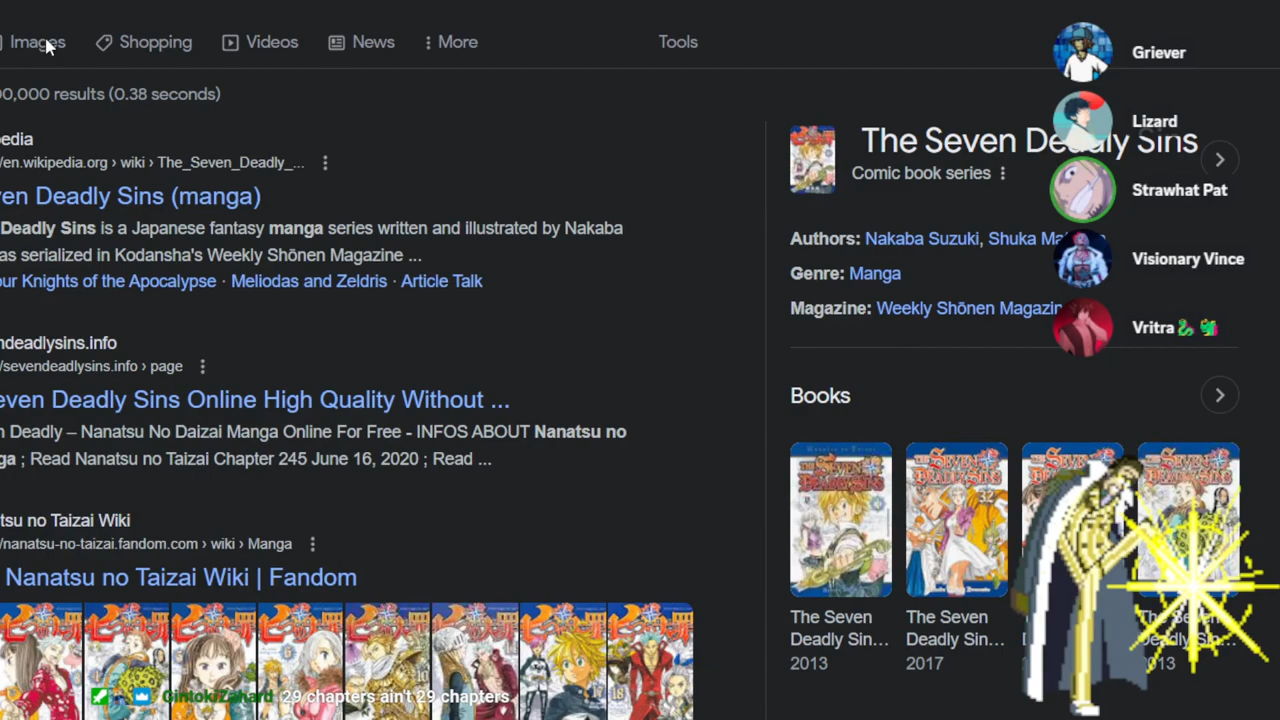 Images Shopping Videos News More Tools
00,000 results (0.38 seconds)
pedia
/en.wikipedia.org › wiki › The_Seven_Deadly_...
ven Deadly Sins (manga)
Deadly Sins is a Japanese fantasy manga series written and illustrated by Nakaba
as serialized in Kodansha's Weekly Shōnen Magazine ...
our Knights of the Apocalypse · Meliodas and Zeldris · Article Talk
ndeadlysins.info
/sevendeadlysins.info › page
even Deadly Sins Online High Quality Without ...
n Deadly – Nanatsu No Daizai Manga Online For Free - INFOS ABOUT Nanatsu no
ga ; Read Nanatsu no Taizai Chapter 245 June 16, 2020 ; Read ...
tsu no Taizai Wiki
/nanatsu-no-taizai.fandom.com › wiki › Manga
Nanatsu no Taizai Wiki | Fandom
GintokiZahard 29 chapters ain't 29 chapters
The Seven Deadly Sins
Comic book series
Authors: Nakaba Suzuki, Shuka Ma
Genre: Manga
Magazine: Weekly Shōnen Magazin
Griever
Lizard
Strawhat Pat
Visionary Vince
Vritra🐍 🐲
Books
The Seven
Deadly Sin...
2013
The Seven
Deadly Sin...
2017
The Seven
Deadly Sin...
2013